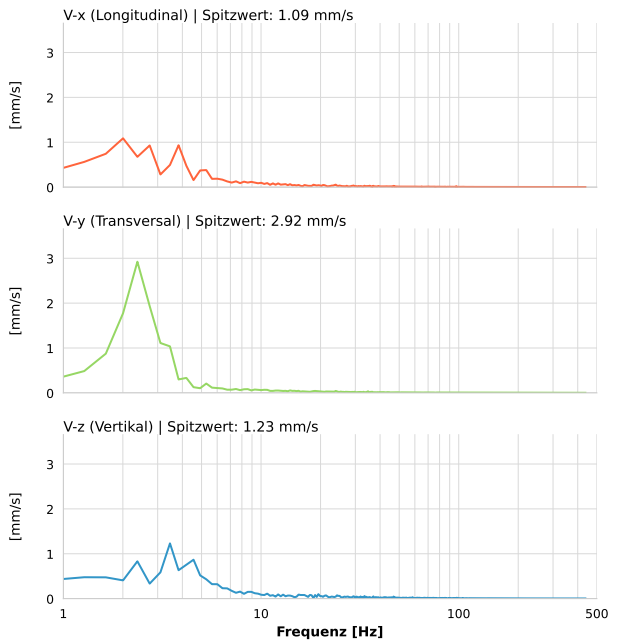 V-x (Longitudinal) | Spitzwert: 1.09 mm/s
3
2
1
0
[mm/s]
V-y (Transversal) | Spitzwert: 2.92 mm/s
3
2
1
0
[mm/s]
V-z (Vertikal) | Spitzwert: 1.23 mm/s
3
2
1
0
[mm/s]
1 10 100 500
Frequenz [Hz]